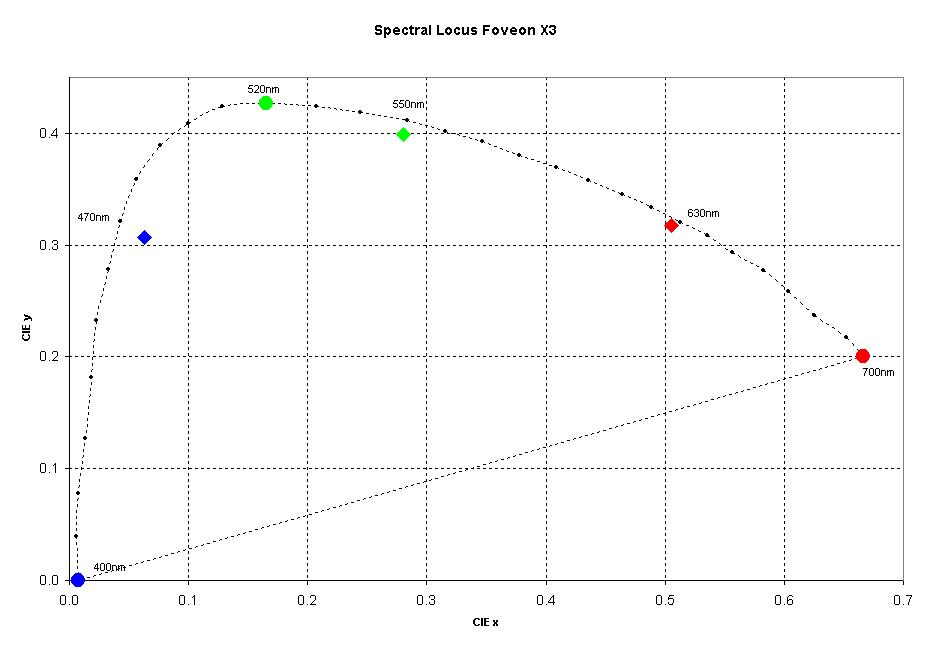 Spectral Locus Foveon X3
520nm
550nm
0.4
470nm
630nm
0.3
CIE y
0.2
700nm
0.1
400nm
0.0
0.0 0.1 0.2 0.3 0.4 0.5 0.6 0.7
CIE x